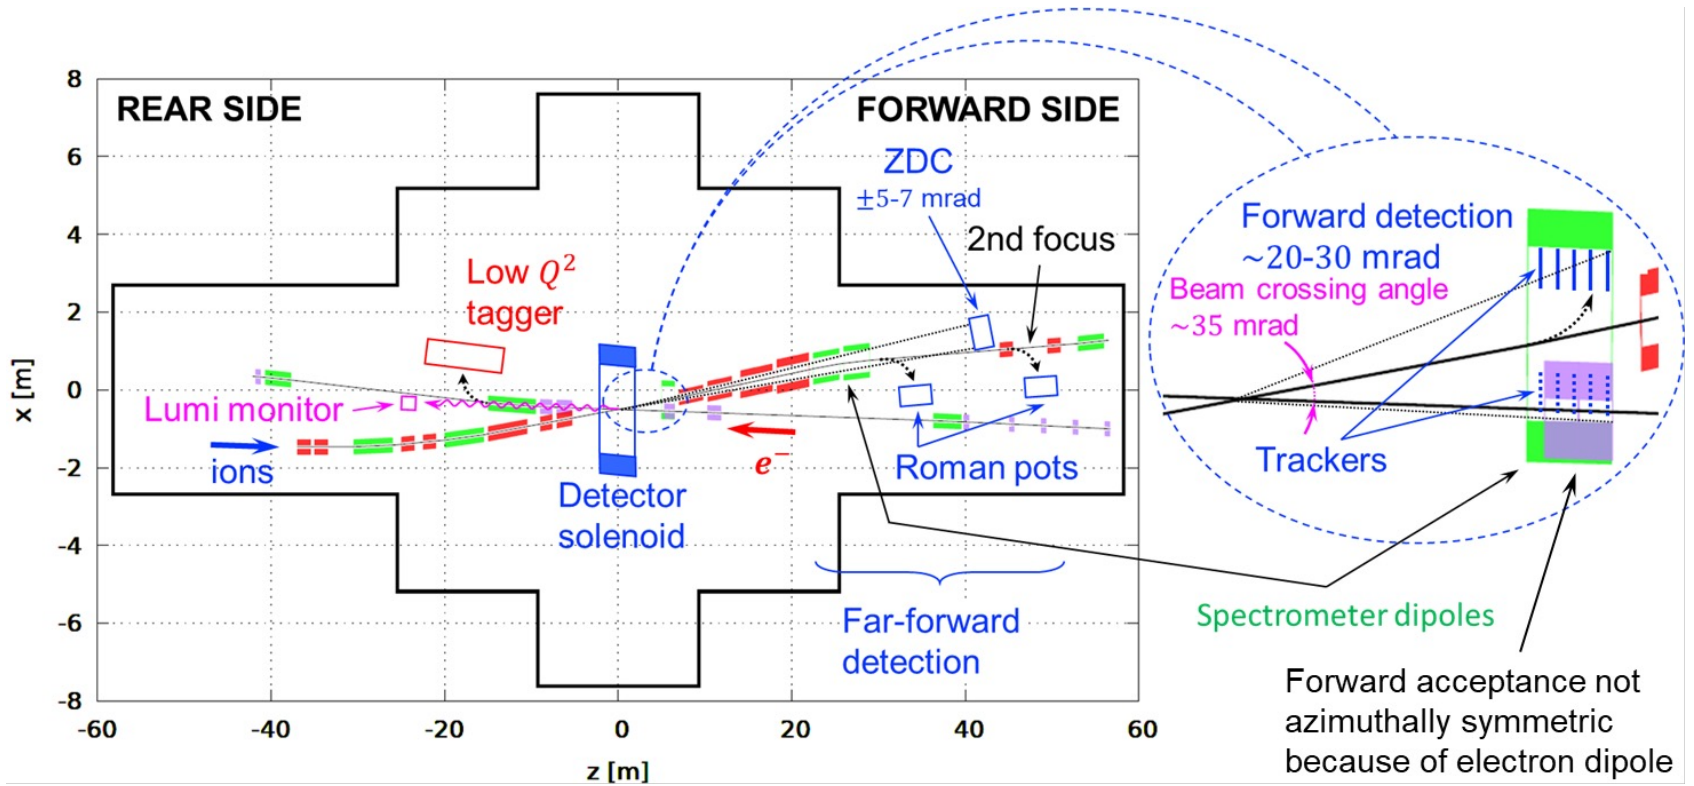 8
6
4
2
0
-2
-4
-6
-8
x [m]
-60
-40
-20
0
20
40
60
z [m]
REAR SIDE
FORWARD SIDE
ZDC
±5-7 mrad
2nd focus
Low Q²
tagger
Lumi monitor
ions
Detector
solenoid
e⁻
Roman pots
Far-forward
detection
Forward detection
~20-30 mrad
Beam crossing angle
~35 mrad
Trackers
Spectrometer dipoles
Forward acceptance not
azimuthally symmetric
because of electron dipole